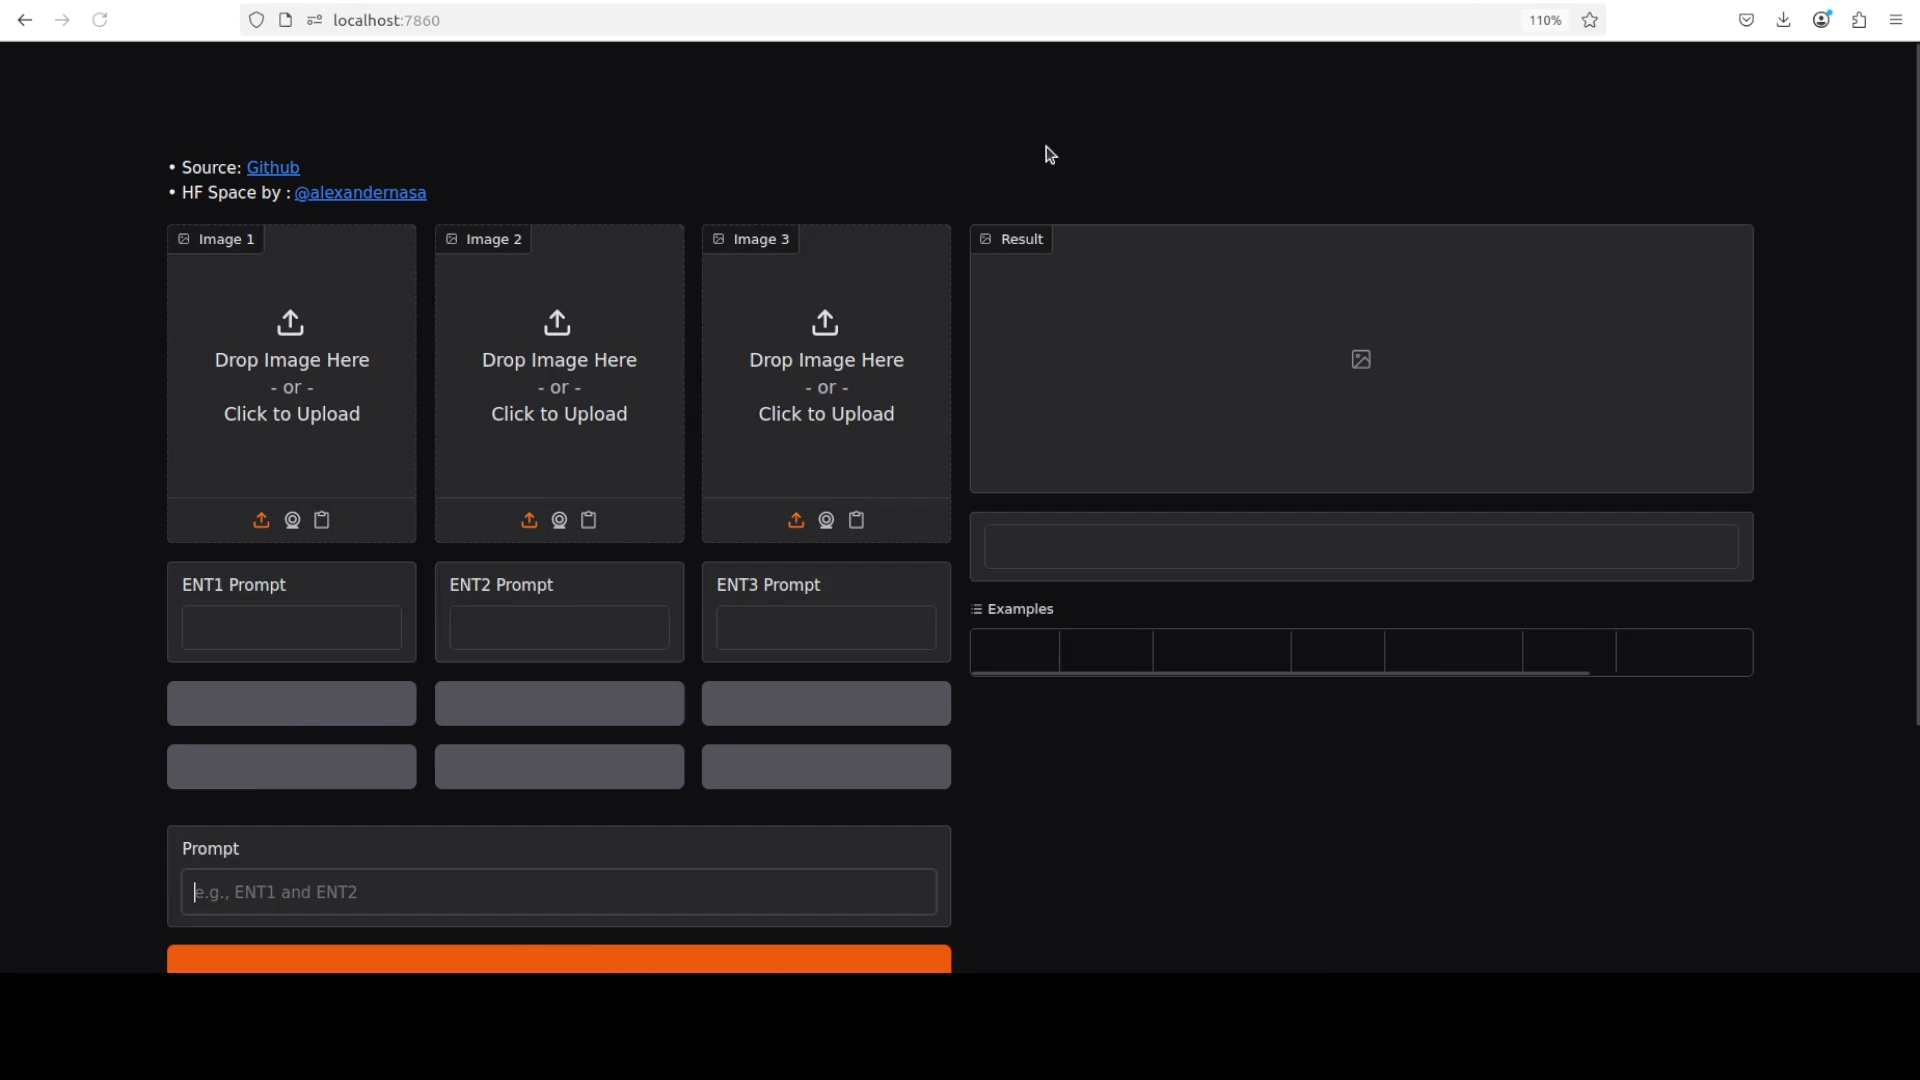 localhost:7860
110%
• Source: Github
• HF Space by : @alexandernasa
Image 1
Image 2
Image 3
Result
Drop Image Here
- or -
Click to Upload
Drop Image Here
- or -
Click to Upload
Drop Image Here
- or -
Click to Upload
ENT1 Prompt
ENT2 Prompt
ENT3 Prompt
Examples
Prompt
e.g., ENT1 and ENT2